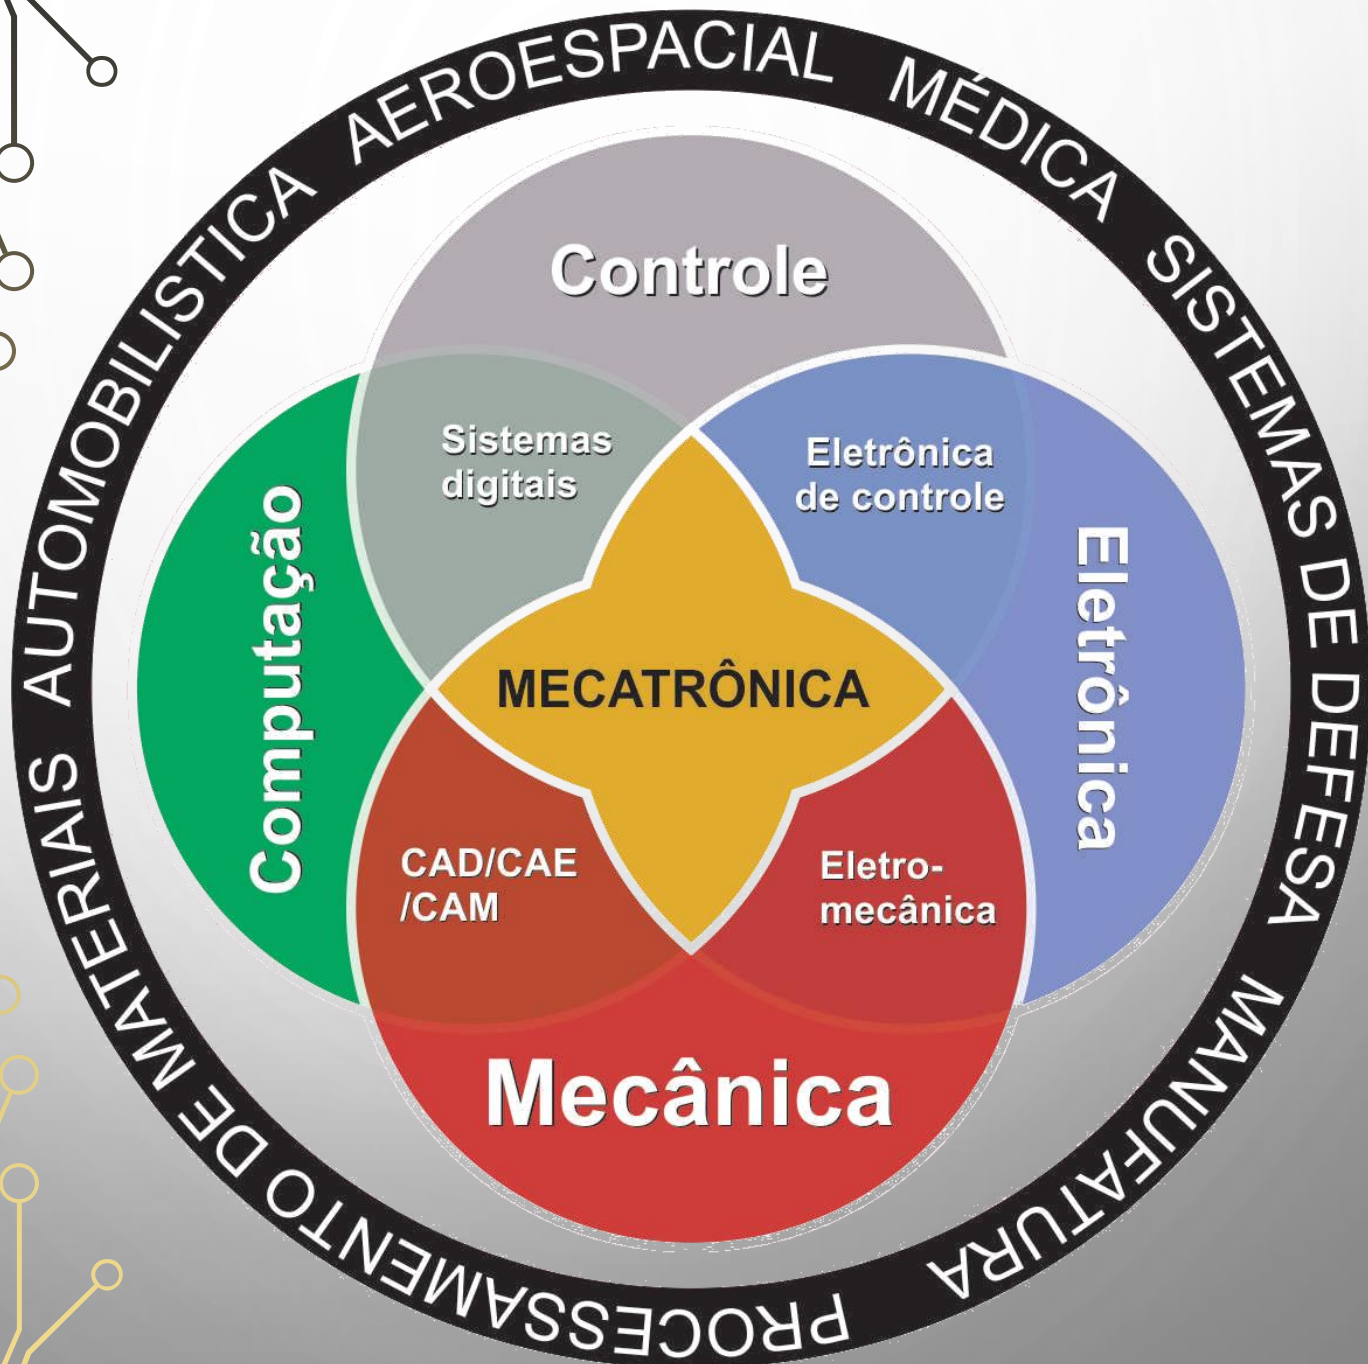 AUTOMOBILISTICA AEROESPACIAL MÉDICA SISTEMAS DE DEFESA MANUFATURA PROCESSAMENTO DE MATERIAIS
Controle
Sistemas
digitais
Eletrônica
de controle
Computação
Eletrônica
MECATRÔNICA
CAD/CAE
/CAM
Eletro-
mecânica
Mecânica